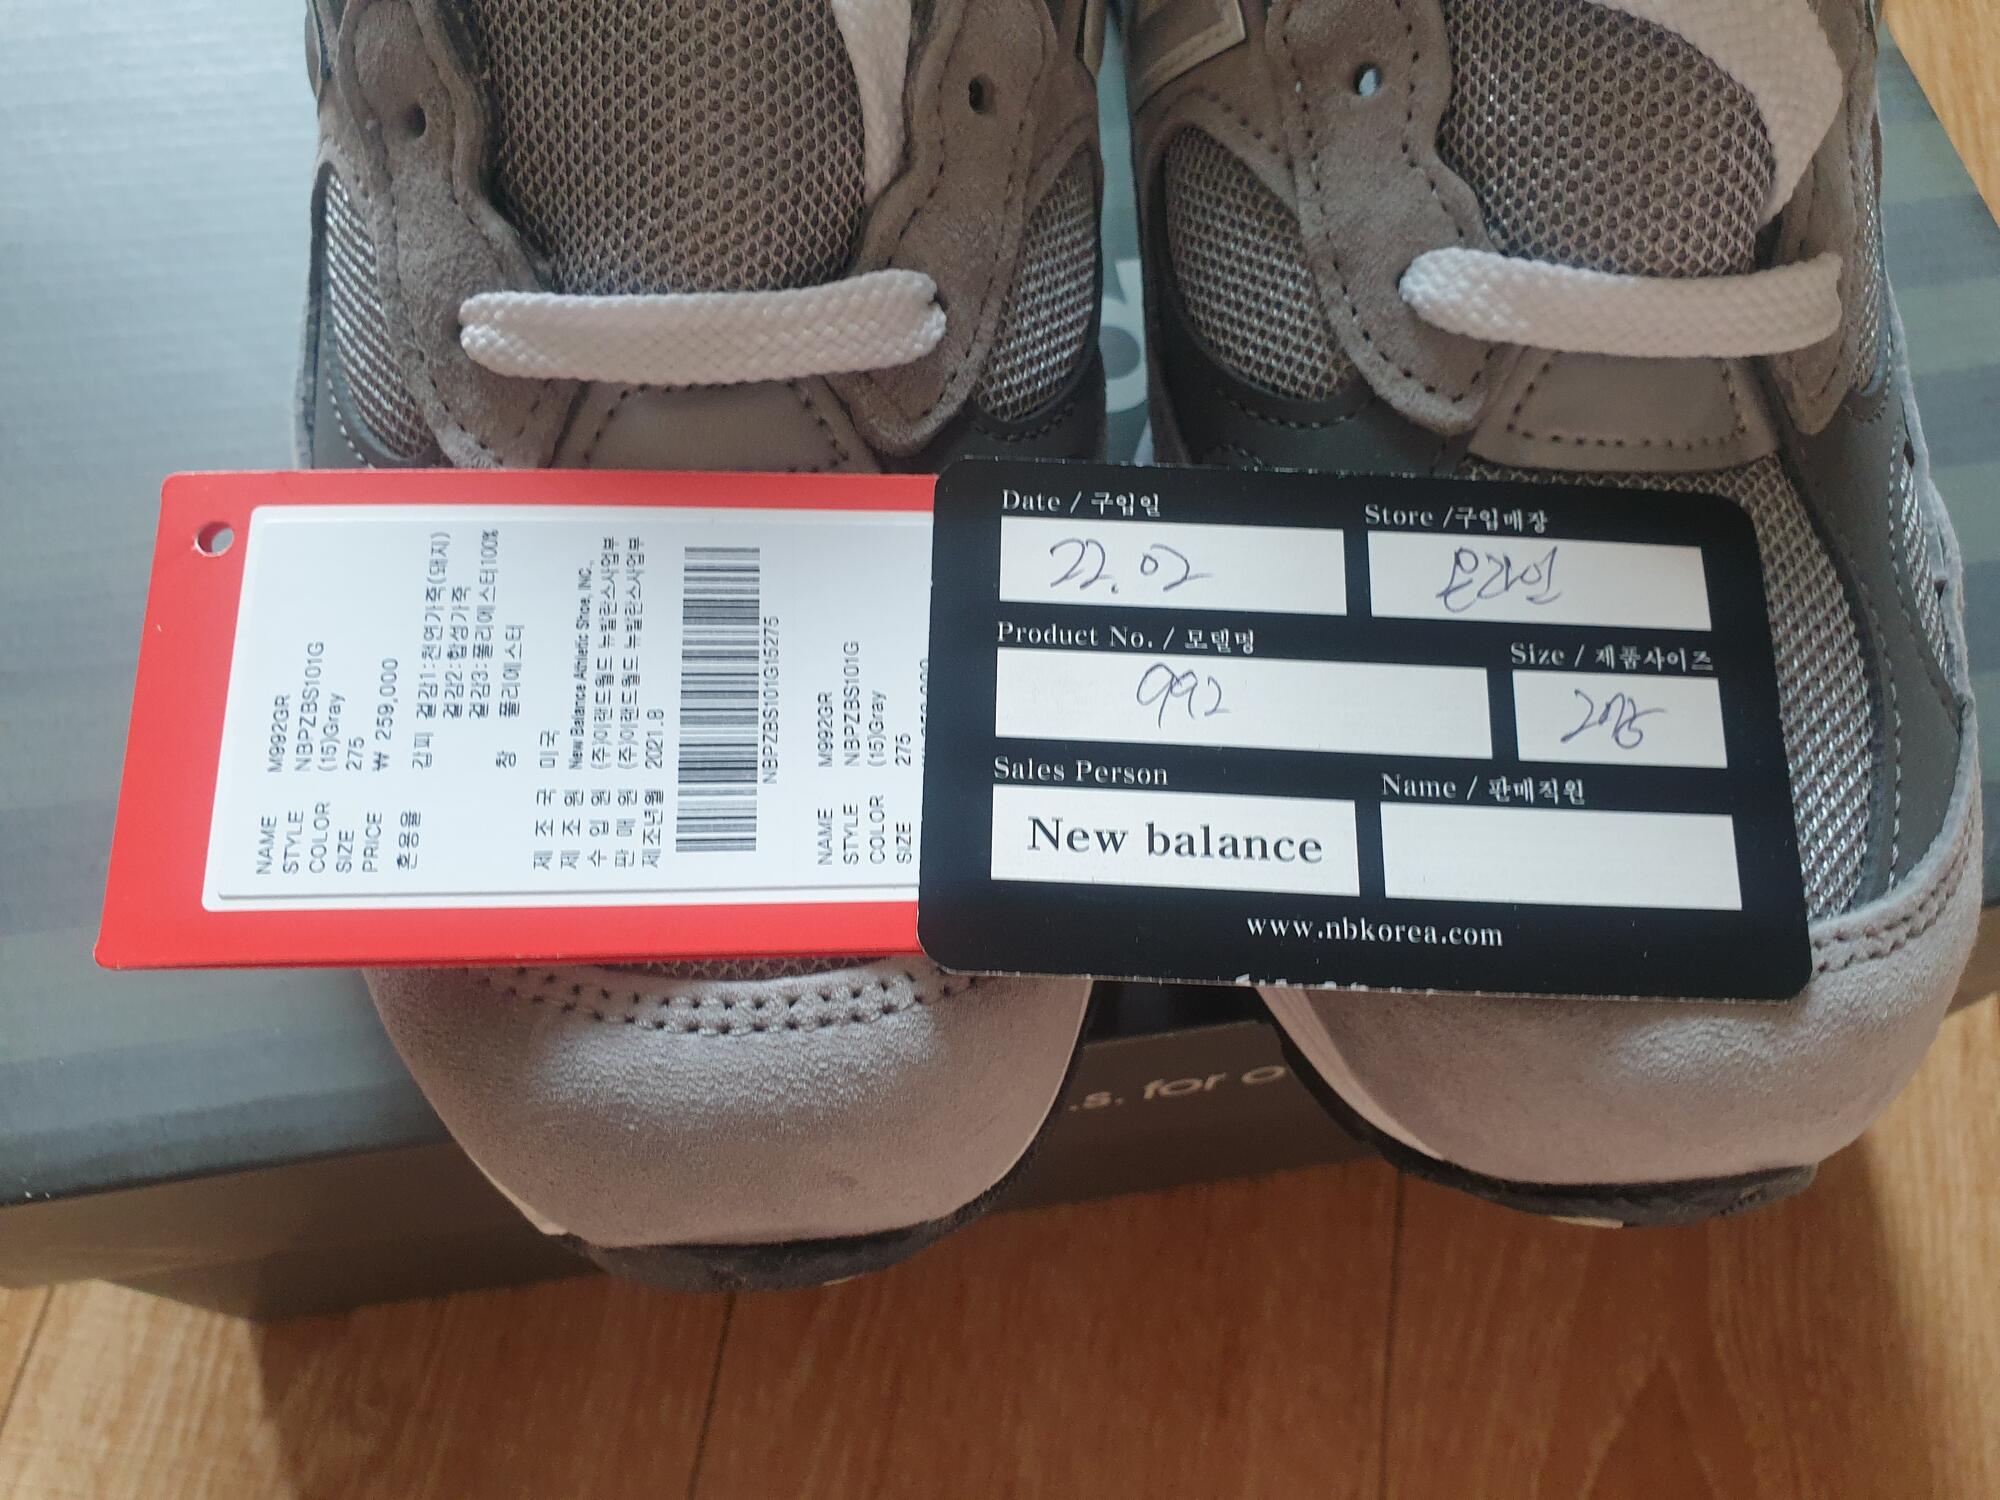 NAME M992GR
STYLE NBPZBS101G
COLOR (15)Gray
SIZE 275
PRICE ₩ 259,000
혼용율 겉감1:천연가죽(돼지)
겉감2:합성가죽
겉감3:폴리에스터100%
창 폴리에스터
제 조 국 미국
제 조 원 New Balance Athletic Shoe, INC.,
수 입 원 (주)이랜드월드 뉴발란스사업부
판 매 원 (주)이랜드월드 뉴발란스사업부
제조년월 2021.8
NBPZBS101G15275
NAME M992GR
STYLE NBPZBS101G
COLOR (15)Gray
SIZE 275
Date / 구입일
22.02
Store /구입매장
온라인
Product No. / 모델명
992
Size / 제품사이즈
275
Sales Person
New balance
Name / 판매직원
www.nbkorea.com
.s. for